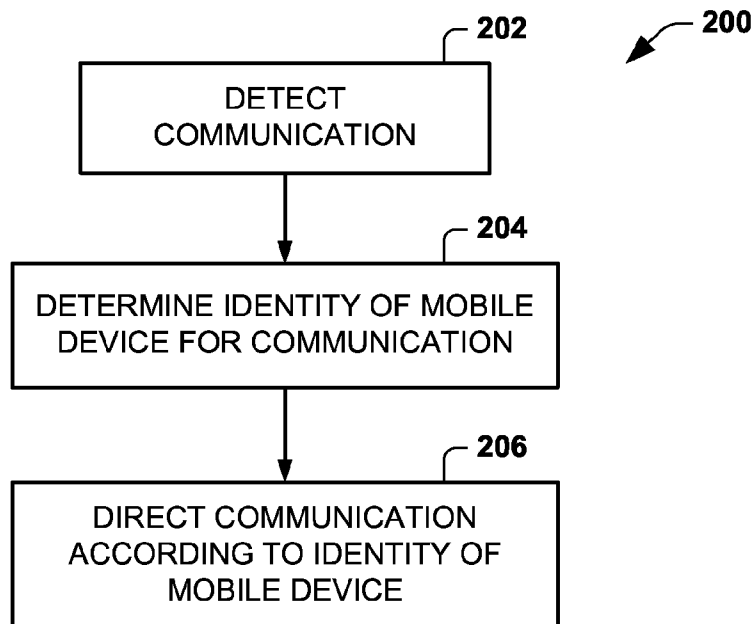 202
200
DETECT
COMMUNICATION
204
DETERMINE IDENTITY OF MOBILE
DEVICE FOR COMMUNICATION
206
DIRECT COMMUNICATION
ACCORDING TO IDENTITY OF
MOBILE DEVICE